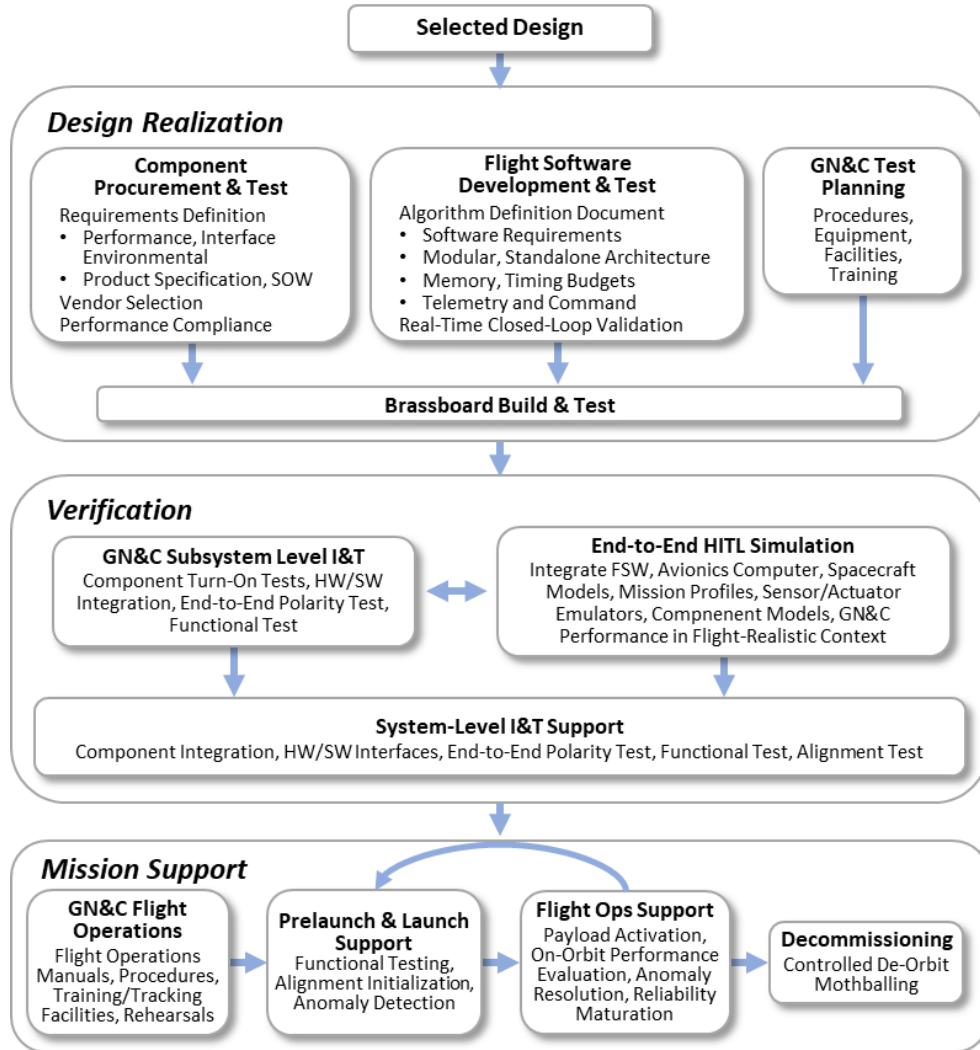 Selected Design
Design Realization
Component
Procurement & Test
Requirements Definition
• Performance, Interface
Environmental
• Product Specification, SOW
Vendor Selection
Performance Compliance
Flight Software
Development & Test
Algorithm Definition Document
• Software Requirements
• Modular, Standalone Architecture
• Memory, Timing Budgets
• Telemetry and Command
Real-Time Closed-Loop Validation
GN&C Test
Planning
Procedures,
Equipment,
Facilities,
Training
Brassboard Build & Test
Verification
GN&C Subsystem Level I&T
Component Turn-On Tests, HW/SW
Integration, End-to-End Polarity Test,
Functional Test
End-to-End HITL Simulation
Integrate FSW, Avionics Computer, Spacecraft
Models, Mission Profiles, Sensor/Actuator
Emulators, Compnenent Models, GN&C
Performance in Flight-Realistic Context
System-Level I&T Support
Component Integration, HW/SW Interfaces, End-to-End Polarity Test, Functional Test, Alignment Test
Mission Support
GN&C Flight
Operations
Flight Operations
Manuals, Procedures,
Training/Tracking
Facilities, Rehearsals
Prelaunch & Launch
Support
Functional Testing,
Alignment Initialization,
Anomaly Detection
Flight Ops Support
Payload Activation,
On-Orbit Performance
Evaluation, Anomaly
Resolution, Reliability
Maturation
Decommissioning
Controlled De-Orbit
Mothballing